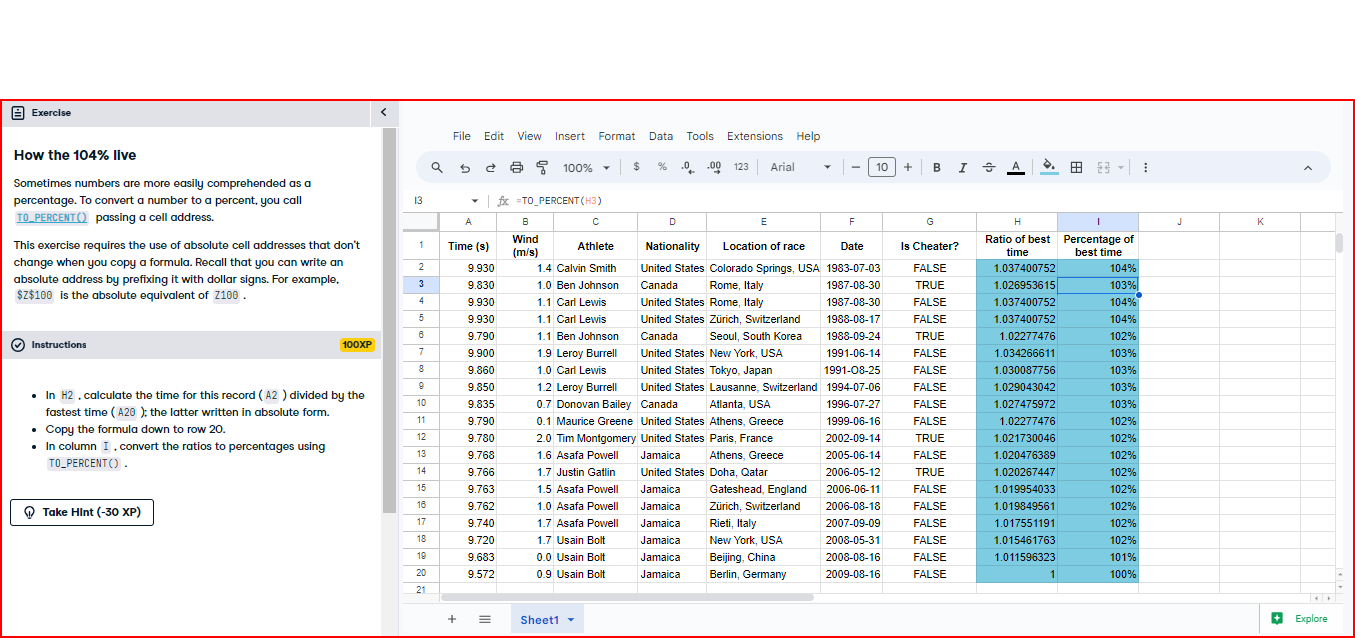 Exercise
How the 104% live
Sometimes numbers are more easily comprehended as a
percentage. To convert a number to a percent, you call
TO_PERCENT() passing a cell address.
This exercise requires the use of absolute cell addresses that don't
change when you copy a formula. Recall that you can write an
absolute address by prefixing it with dollar signs. For example,
$Z$100 is the absolute equivalent of Z100 .
Instructions 100XP
• In H2 , calculate the time for this record ( A2 ) divided by the
fastest time ( A20 ); the latter written in absolute form.
• Copy the formula down to row 20.
• In column I , convert the ratios to percentages using
TO_PERCENT() .
Take Hint (-30 XP)
File Edit View Insert Format Data Tools Extensions Help
100% $ % .0 .00 123 Arial − 10 + B I S A
I3 fx =TO_PERCENT(H3)
A B C D E F G H I J K
1 Time (s) Wind (m/s) Athlete Nationality Location of race Date Is Cheater? Ratio of best time Percentage of best time
2 9.930 1.4 Calvin Smith United States Colorado Springs, USA 1983-07-03 FALSE 1.037400752 104%
3 9.830 1.0 Ben Johnson Canada Rome, Italy 1987-08-30 TRUE 1.026953615 103%
4 9.930 1.1 Carl Lewis United States Rome, Italy 1987-08-30 FALSE 1.037400752 104%
5 9.930 1.1 Carl Lewis United States Zürich, Switzerland 1988-08-17 FALSE 1.037400752 104%
6 9.790 1.1 Ben Johnson Canada Seoul, South Korea 1988-09-24 TRUE 1.02277476 102%
7 9.900 1.9 Leroy Burrell United States New York, USA 1991-06-14 FALSE 1.034266611 103%
8 9.860 1.0 Carl Lewis United States Tokyo, Japan 1991-08-25 FALSE 1.030087756 103%
9 9.850 1.2 Leroy Burrell United States Lausanne, Switzerland 1994-07-06 FALSE 1.029043042 103%
10 9.835 0.7 Donovan Bailey Canada Atlanta, USA 1996-07-27 FALSE 1.027475972 103%
11 9.790 0.1 Maurice Greene United States Athens, Greece 1999-06-16 FALSE 1.02277476 102%
12 9.780 2.0 Tim Montgomery United States Paris, France 2002-09-14 TRUE 1.021730046 102%
13 9.768 1.6 Asafa Powell Jamaica Athens, Greece 2005-06-14 FALSE 1.020476389 102%
14 9.766 1.7 Justin Gatlin United States Doha, Qatar 2006-05-12 TRUE 1.020267447 102%
15 9.763 1.5 Asafa Powell Jamaica Gateshead, England 2006-06-11 FALSE 1.019954033 102%
16 9.762 1.0 Asafa Powell Jamaica Zürich, Switzerland 2006-08-18 FALSE 1.019849561 102%
17 9.740 1.7 Asafa Powell Jamaica Rieti, Italy 2007-09-09 FALSE 1.017551191 102%
18 9.720 1.7 Usain Bolt Jamaica New York, USA 2008-05-31 FALSE 1.015461763 102%
19 9.683 0.0 Usain Bolt Jamaica Beijing, China 2008-08-16 FALSE 1.011596323 101%
20 9.572 0.9 Usain Bolt Jamaica Berlin, Germany 2009-08-16 FALSE 1 100%
21
+ Sheet1 Explore